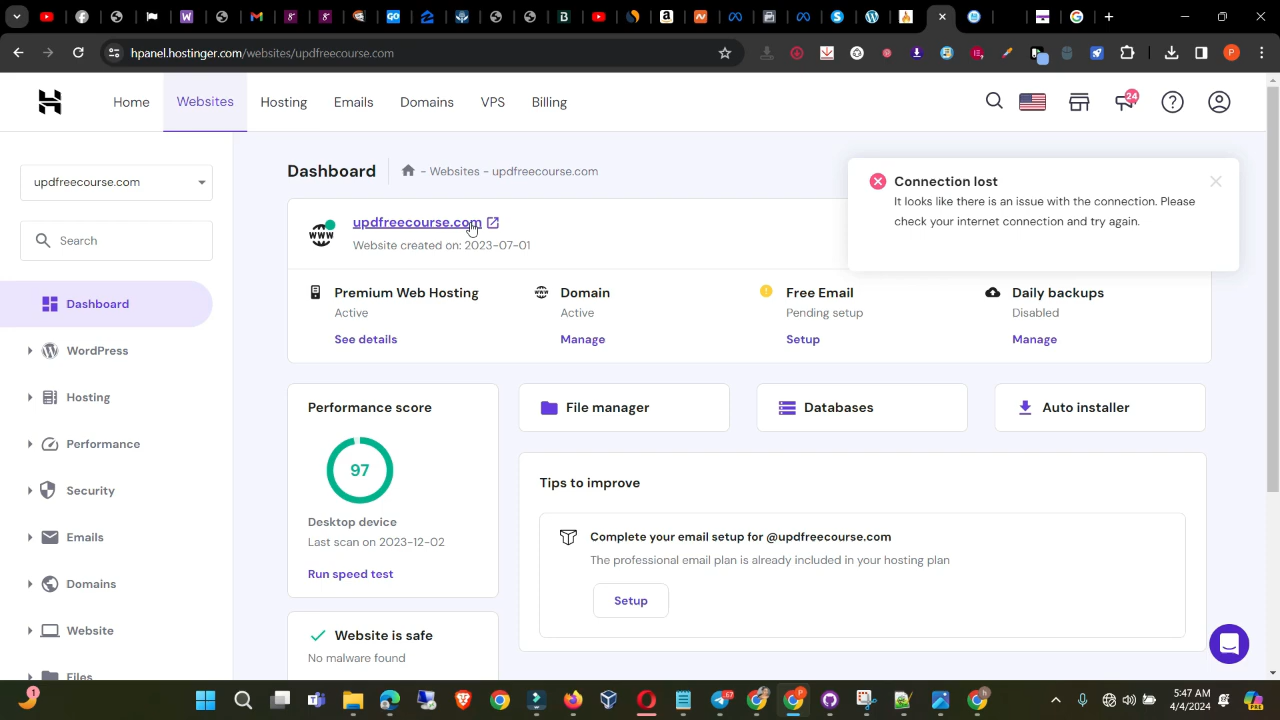 hpanel.hostinger.com/websites/updfreecourse.com
Home
Websites
Hosting
Emails
Domains
VPS
Billing
24
updfreecourse.com
Search
Dashboard
WordPress
Hosting
Performance
Security
Emails
Domains
Website
Files
Dashboard
- Websites - updfreecourse.com
Connection lost
It looks like there is an issue with the connection. Please
check your internet connection and try again.
www
updfreecourse.com
Website created on: 2023-07-01
Premium Web Hosting
Active
See details
Domain
Active
Manage
Free Email
Pending setup
Setup
Daily backups
Disabled
Manage
Performance score
97
Desktop device
Last scan on 2023-12-02
Run speed test
File manager
Databases
Auto installer
Tips to improve
Complete your email setup for @updfreecourse.com
The professional email plan is already included in your hosting plan
Setup
Website is safe
No malware found
5:47 AM
4/4/2024